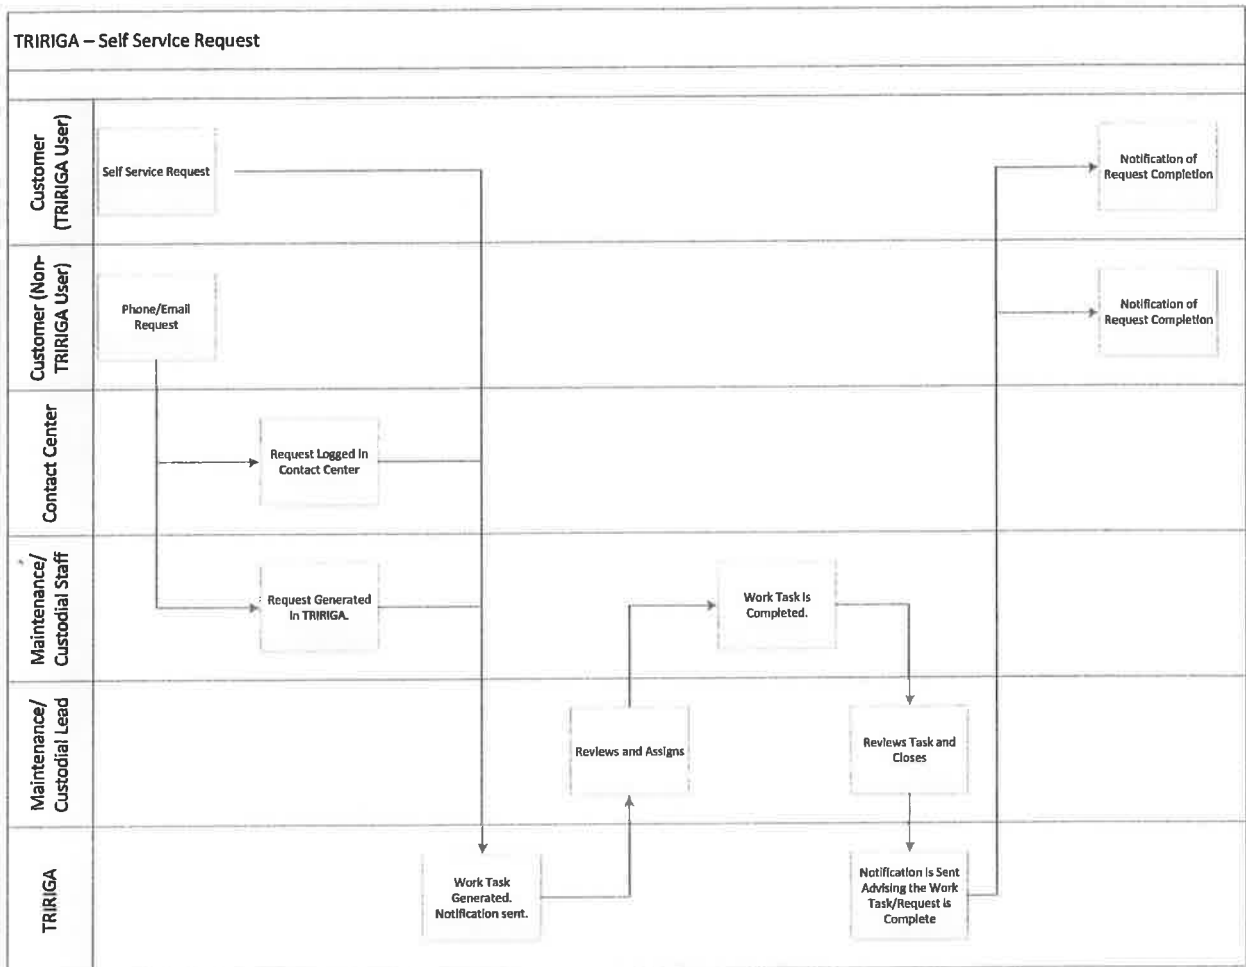 TRIRIGA – Self Service Request
Customer
(TRIRIGA User)
Self Service Request
Notification of
Request Completion
Customer (Non-
TRIRIGA User)
Phone/Email
Request
Notification of
Request Completion
Contact Center
Request Logged in
Contact Center
Maintenance/
Custodial Staff
Request Generated
in TRIRIGA.
Work Task is
Completed.
Maintenance/
Custodial Lead
Reviews and Assigns
Reviews Task and
Closes
TRIRIGA
Work Task
Generated.
Notification sent.
Notification is Sent
Advising the Work
Task/Request is
Complete